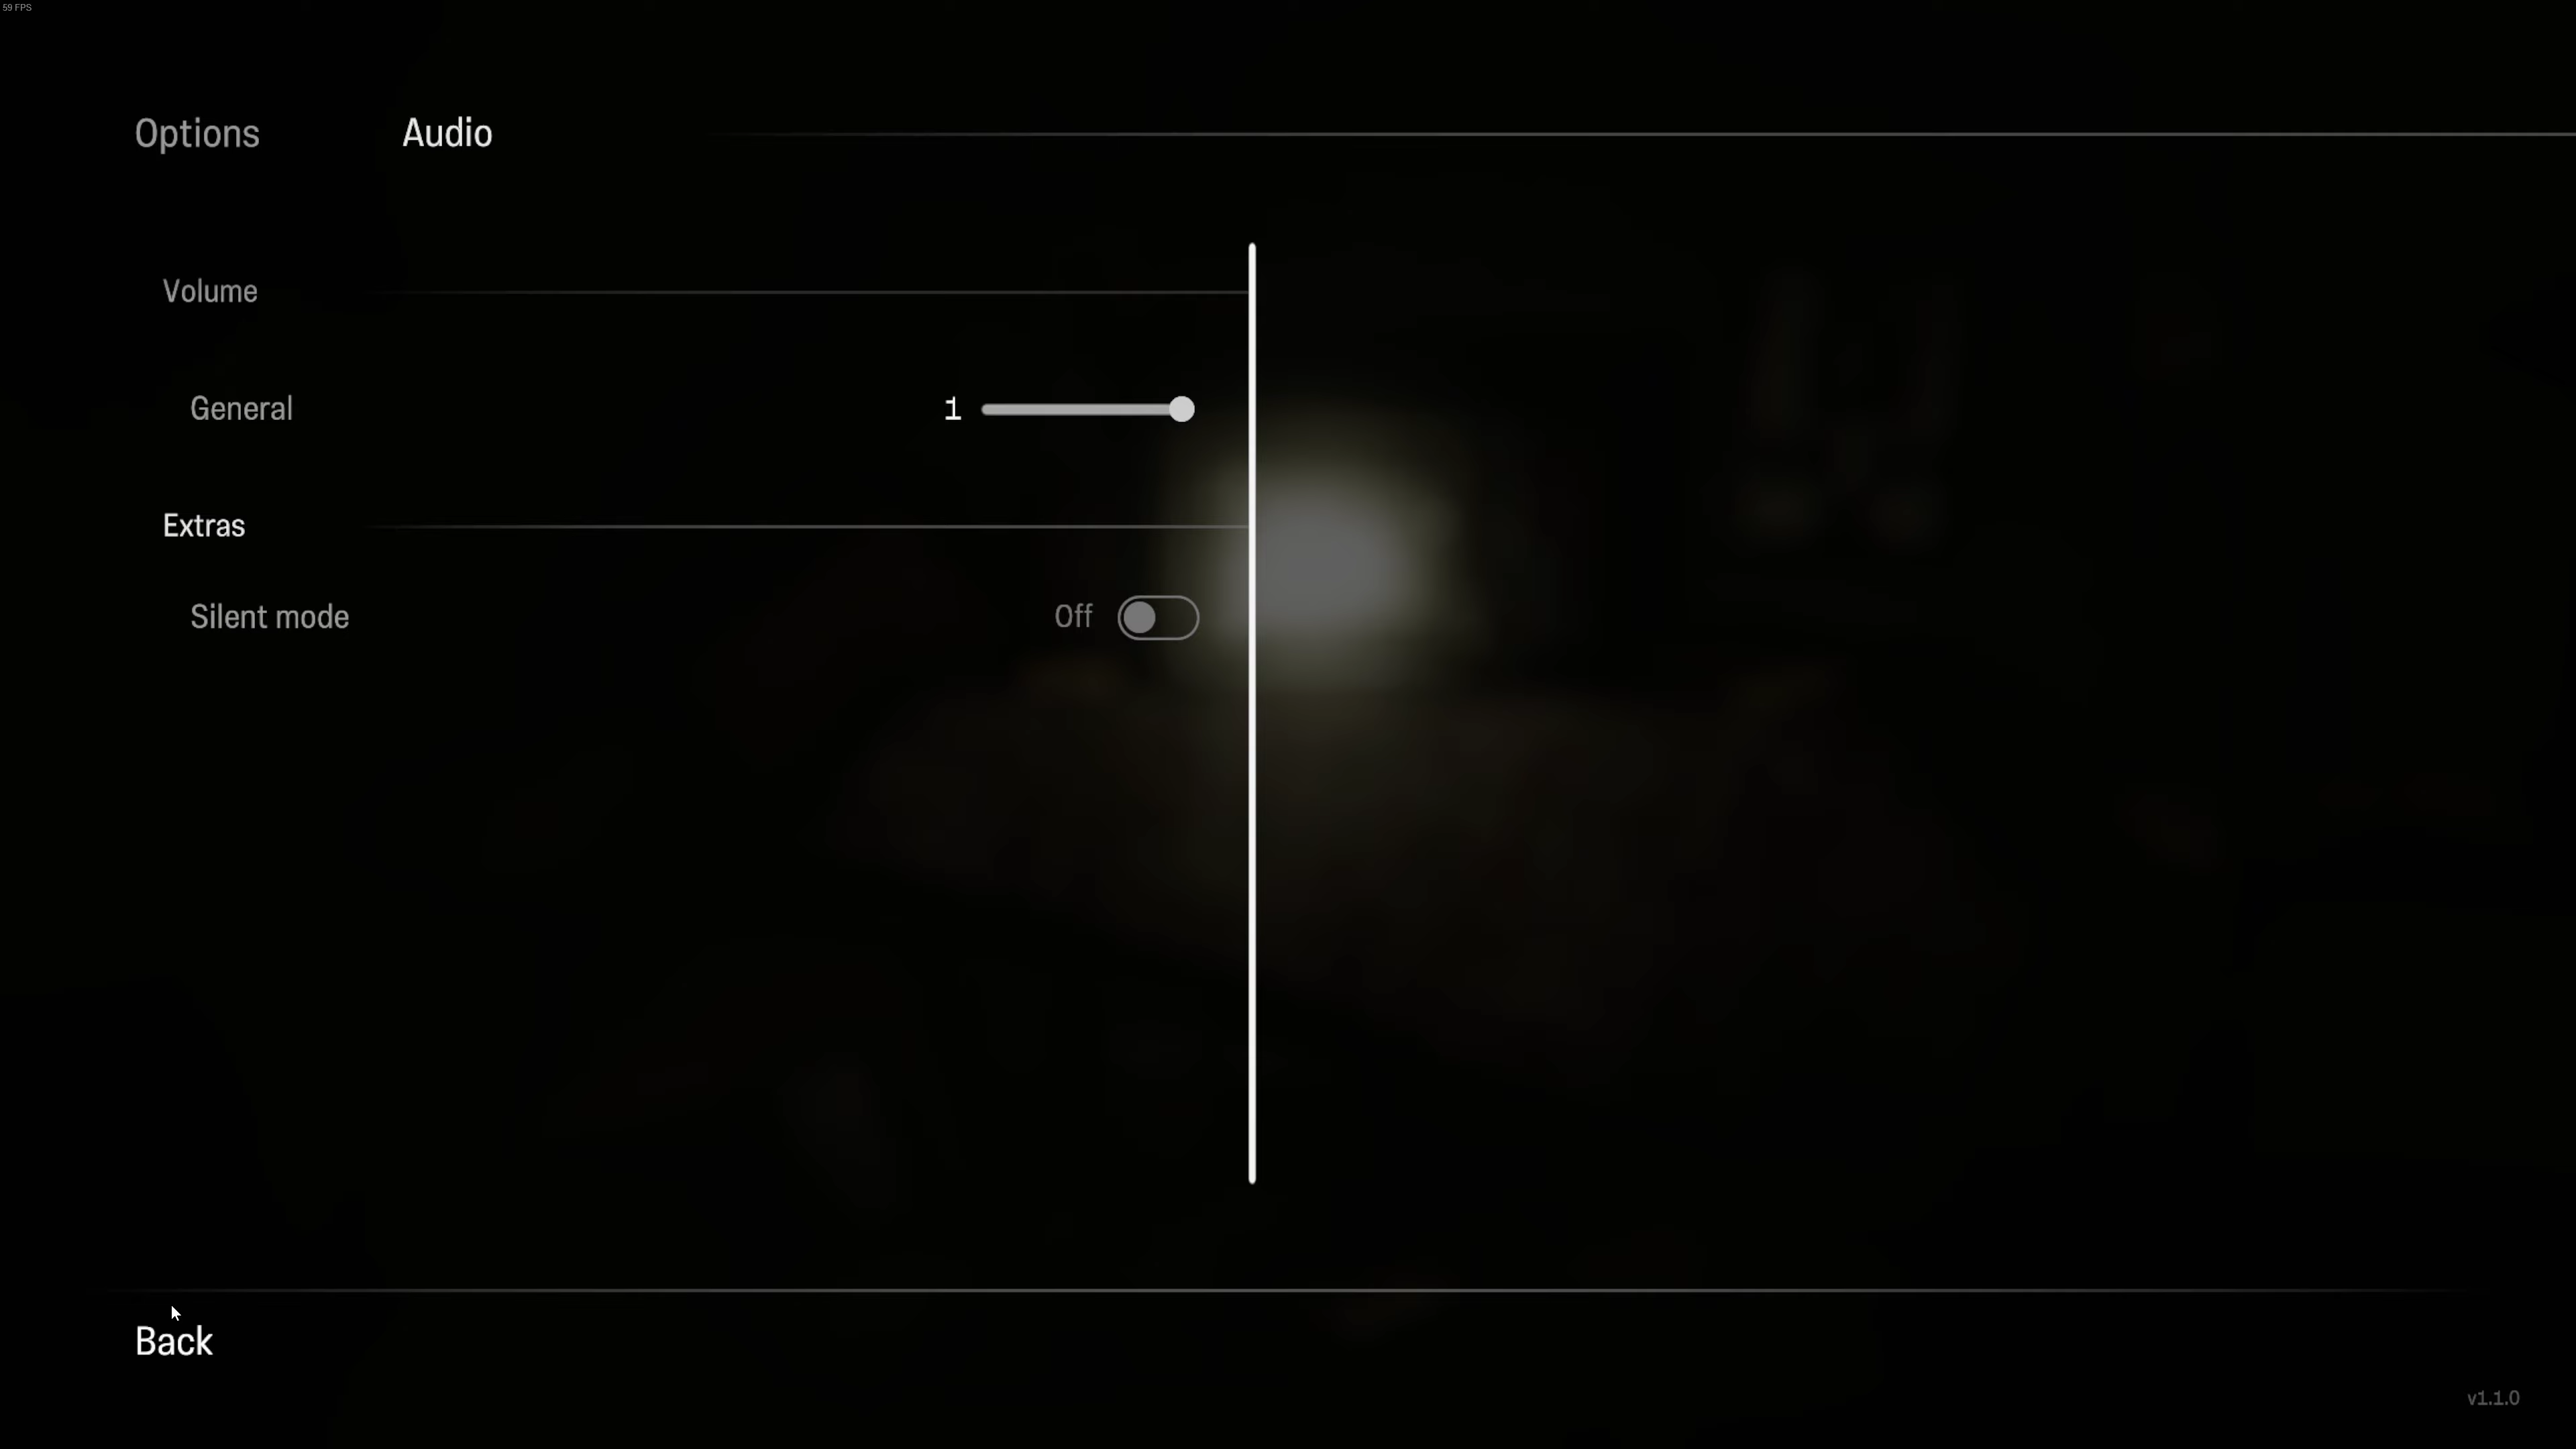 59 FPS
Options
Audio
Volume
General
1
Extras
Silent mode
Off
Back
v1.1.0